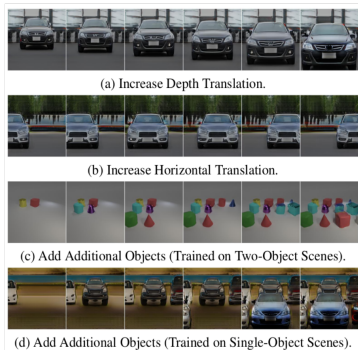 (a) Increase Depth Translation.
(b) Increase Horizontal Translation.
(c) Add Additional Objects (Trained on Two-Object Scenes).
(d) Add Additional Objects (Trained on Single-Object Scenes).